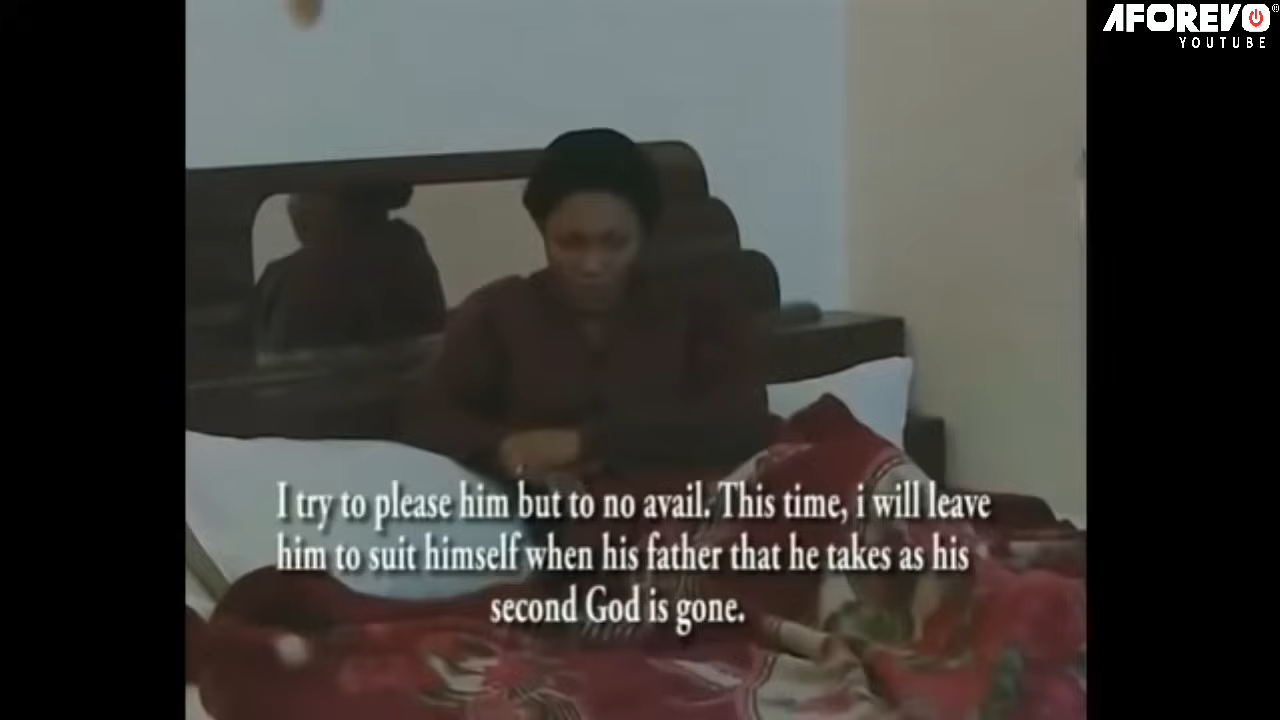 AFOREVO
YOUTUBE
I try to please him but to no avail. This time, i will leave
him to suit himself when his father that he takes as his
second God is gone.